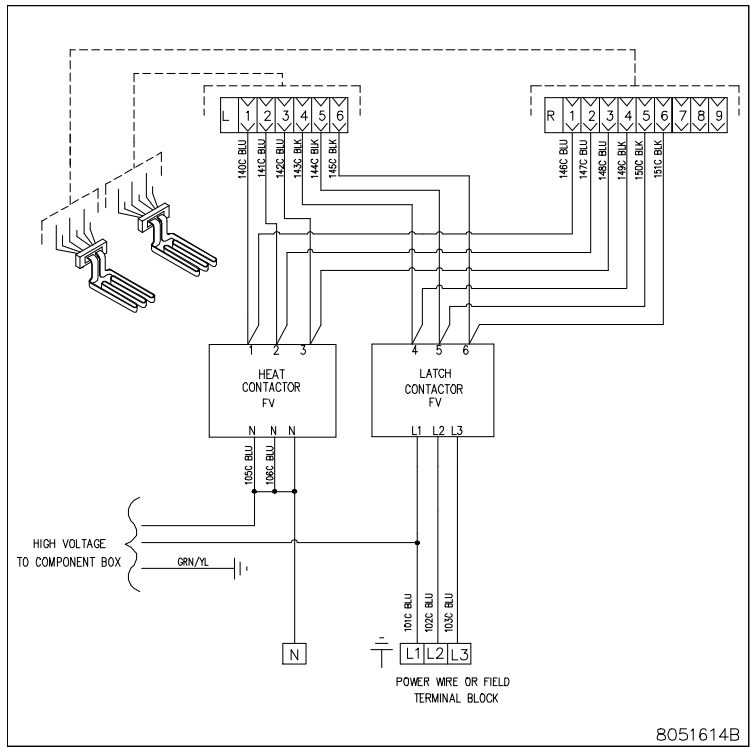 L 1 2 3 4 5 6
R 1 2 3 4 5 6 7 8 9
140C BLU
141C BLU
142C BLU
143C BLK
144C BLK
145C BLK
146C BLU
147C BLU
148C BLU
149C BLK
150C BLK
151C BLK
1 2 3
HEAT
CONTACTOR
FV
N N N
4 5 6
LATCH
CONTACTOR
FV
L1 L2 L3
105C BLU
106C BLU
HIGH VOLTAGE
TO COMPONENT BOX
GRN/YL
101C BLU
102C BLU
103C BLU
N
L1 L2 L3
POWER WIRE OR FIELD
TERMINAL BLOCK
8051614B